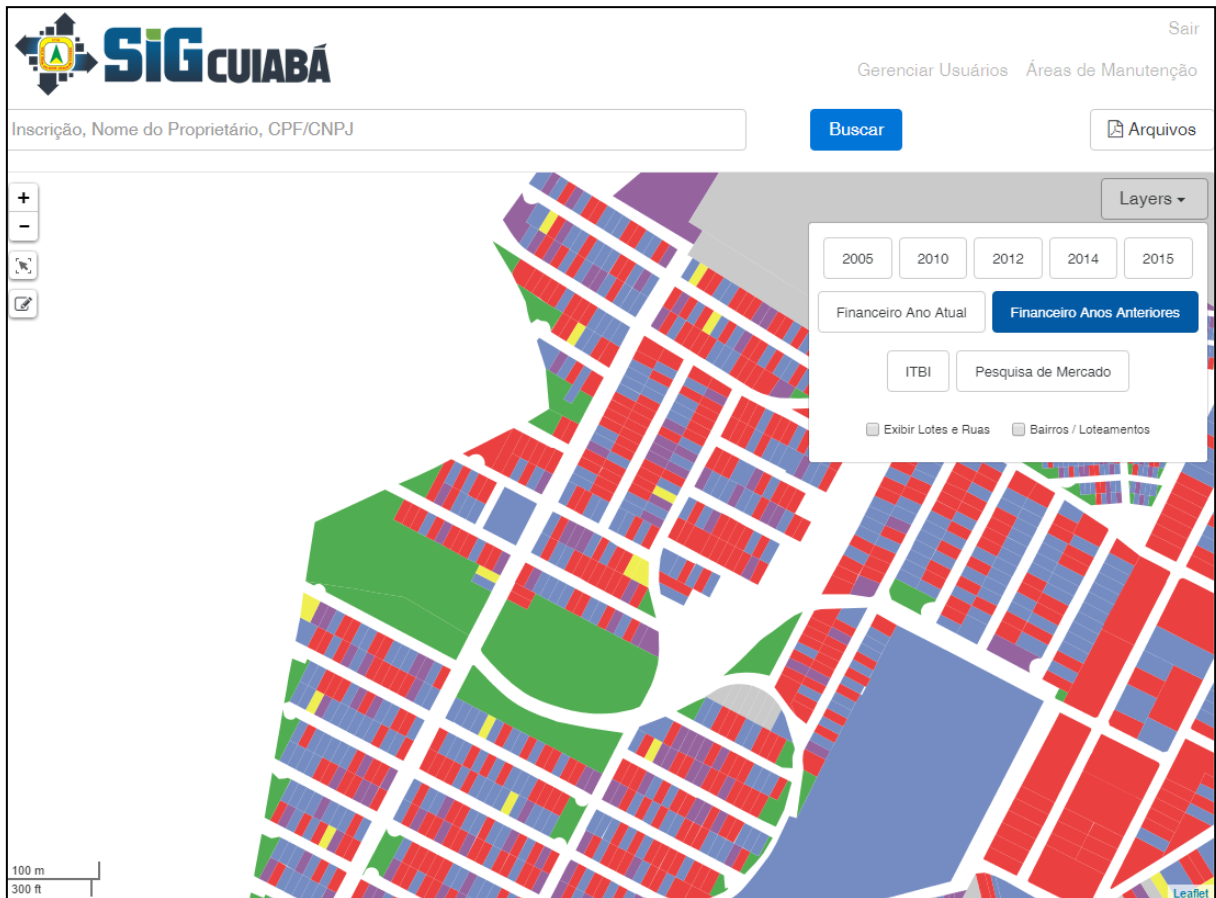 SiG CUIABÁ
Sair
Gerenciar Usuários Áreas de Manutenção
Inscrição, Nome do Proprietário, CPF/CNPJ
Buscar
Arquivos
+
-
Layers
2005 2010 2012 2014 2015
Financeiro Ano Atual Financeiro Anos Anteriores
ITBI Pesquisa de Mercado
Exibir Lotes e Ruas Bairros / Loteamentos
100 m
300 ft
Leaflet